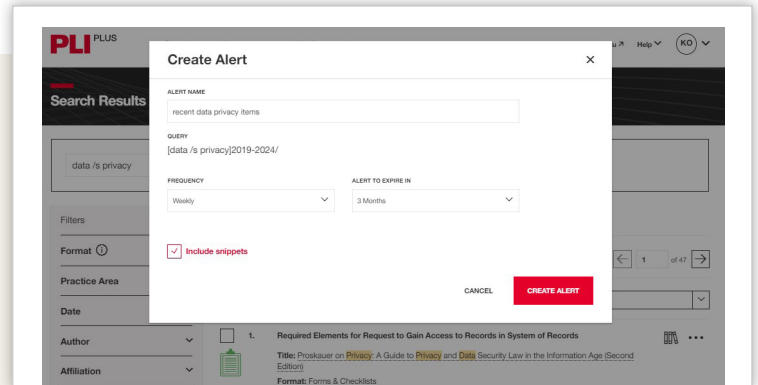 PLI PLUS
Help
KO
Create Alert
ALERT NAME
recent data privacy items
QUERY
[data /s privacy]2019-2024/
FREQUENCY
ALERT TO EXPIRE IN
Weekly
3 Months
Include snippets
CANCEL
CREATE ALERT
Search Results
data /s privacy
Filters
Format
Practice Area
Date
Author
Affiliation
1 of 47
1. Required Elements for Request to Gain Access to Records in System of Records
Title: Proskauer on Privacy: A Guide to Privacy and Data Security Law in the Information Age (Second
Edition)
Format: Forms & Checklists